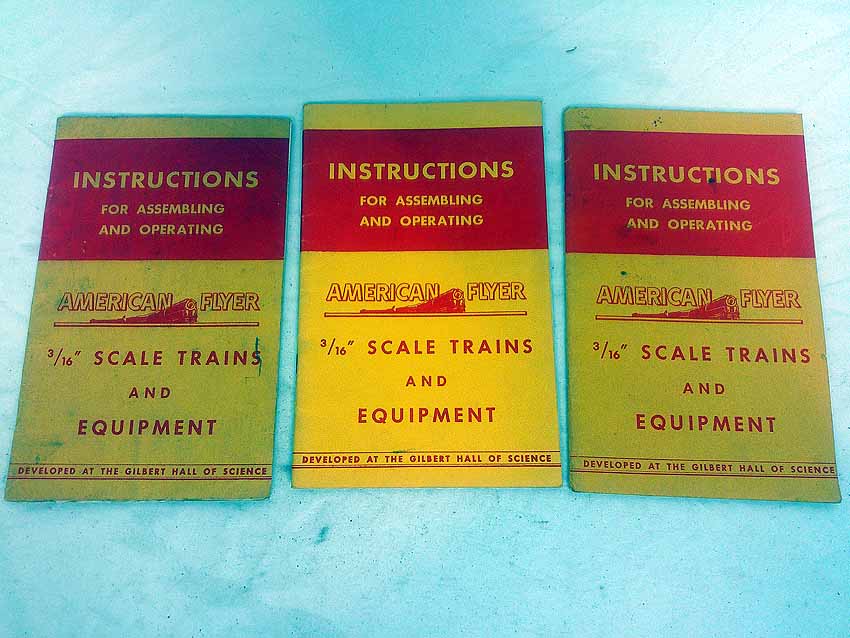 INSTRUCTIONS
FOR ASSEMBLING
AND OPERATING
AMERICAN FLYER
3/16" SCALE TRAINS
AND
EQUIPMENT
DEVELOPED AT THE GILBERT HALL OF SCIENCE
INSTRUCTIONS
FOR ASSEMBLING
AND OPERATING
AMERICAN FLYER
3/16" SCALE TRAINS
AND
EQUIPMENT
DEVELOPED AT THE GILBERT HALL OF SCIENCE
INSTRUCTIONS
FOR ASSEMBLING
AND OPERATING
AMERICAN FLYER
3/16" SCALE TRAINS
AND
EQUIPMENT
DEVELOPED AT THE GILBERT HALL OF SCIENCE